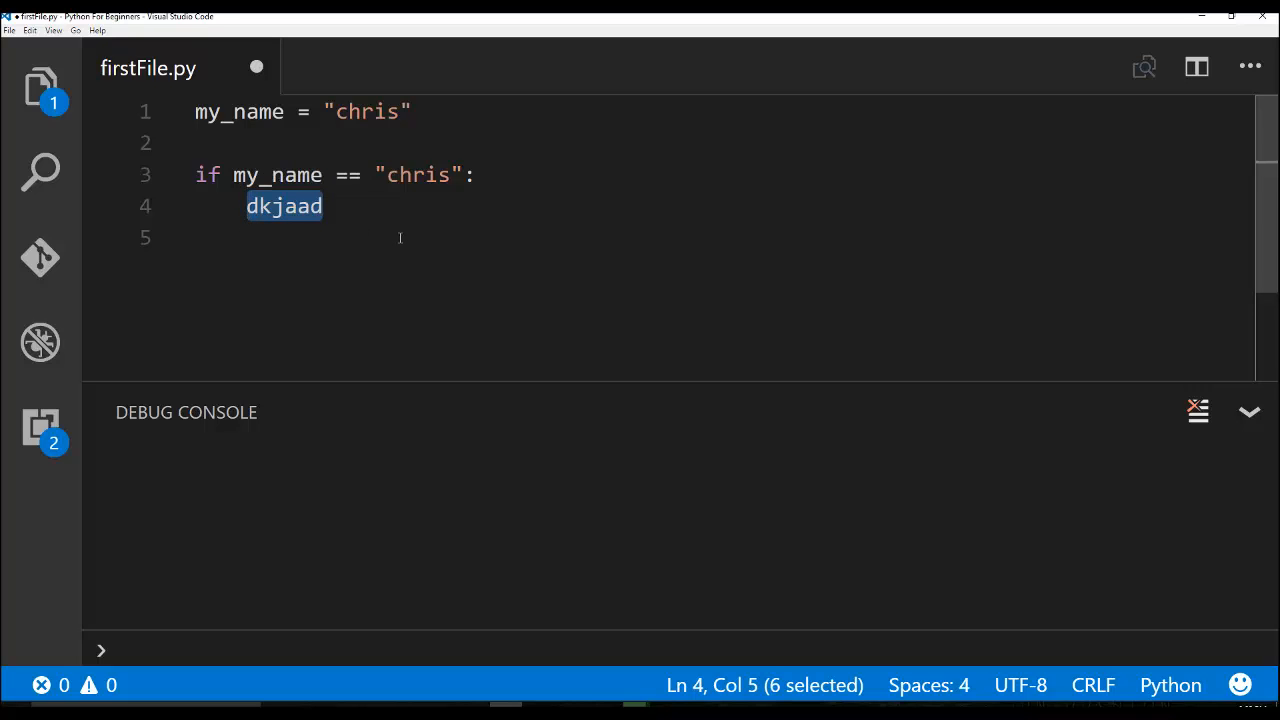 firstFile.py - Python For Beginners - Visual Studio Code
File Edit View Go Help
firstFile.py
1 my_name = "chris"
2
3 if my_name == "chris":
4 dkjaad
5
1
2
DEBUG CONSOLE
0 0 Ln 4, Col 5 (6 selected) Spaces: 4 UTF-8 CRLF Python